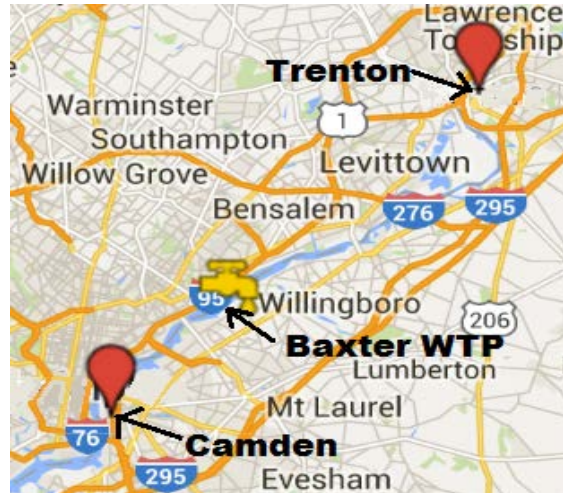 Lawrence
Township
Trenton
1
Warminster
Southampton
Levittown
Willow Grove
Bensalem
276
295
95
Willingboro
206
Baxter WTP
Lumberton
Mt Laurel
76
Camden
295
Evesham